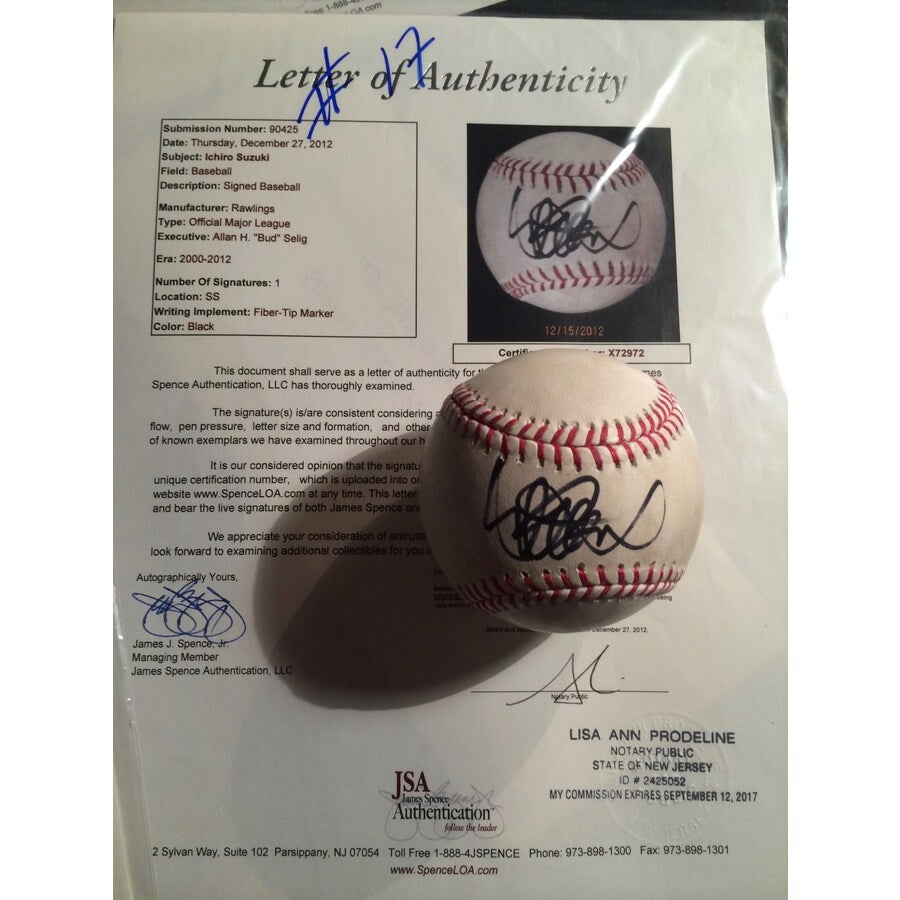 Free 1-888-4
OA.com
# 17
Letter of Authenticity
Submission Number: 90425
Date: Thursday, December 27, 2012
Subject: Ichiro Suzuki
Field: Baseball
Description: Signed Baseball
Manufacturer: Rawlings
Type: Official Major League
Executive: Allan H. "Bud" Selig
Era: 2000-2012
Number Of Signatures: 1
Location: SS
Writing Implement: Fiber-Tip Marker
Color: Black
12/15/2012
X72972
This document shall serve as a letter of authenticity for
Spence Authentication, LLC has thoroughly examined.
The signature(s) is/are consistent considering
flow, pen pressure, letter size and formation, and other
of known exemplars we have examined throughout our
It is our considered opinion that the
unique certification number, which is uploaded into
website www.SpenceLOA.com at any time. This letter
and bear the live signatures of both James Spence
We appreciate your consideration of
look forward to examining additional collectibles for you
Autographically Yours,
James J. Spence, Jr.
Managing Member
James Spence Authentication, LLC
December 27, 2012.
Notary Public
LISA ANN PRODELINE
NOTARY PUBLIC
STATE OF NEW JERSEY
ID # 2425052
MY COMMISSION EXPIRES SEPTEMBER 12, 2017
JSA
James Spence
Authentication
follow the leader
2 Sylvan Way, Suite 102 Parsippany, NJ 07054 Toll Free 1-888-4JSPENCE Phone: 973-898-1300 Fax: 973-898-1301
www.SpenceLOA.com